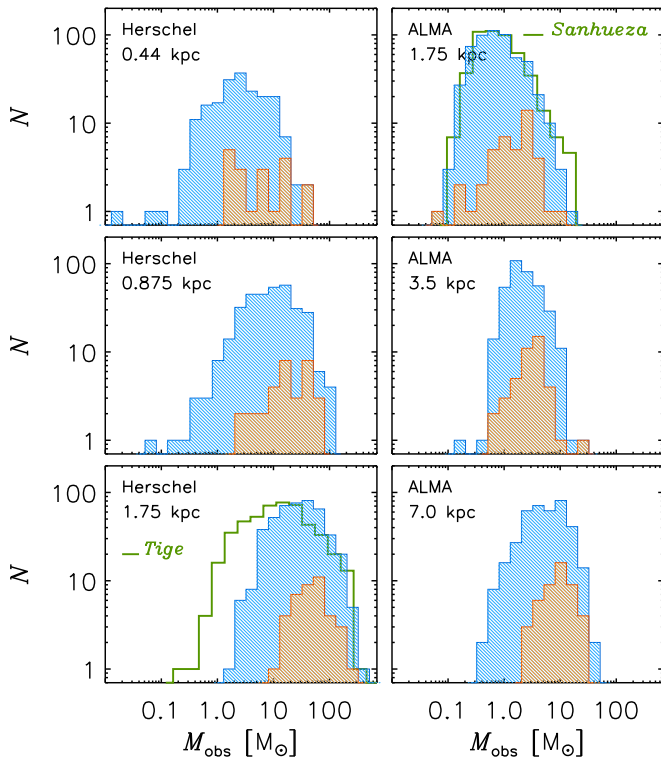 Herschel
0.44 kpc
ALMA
1.75 kpc
Sanhueza
N
100
10
1
Herschel
0.875 kpc
ALMA
3.5 kpc
N
100
10
1
Herschel
1.75 kpc
Tige
ALMA
7.0 kpc
N
100
10
1
0.1 1.0 10 100
0.1 1.0 10 100
M_obs [M_⊙]
M_obs [M_⊙]